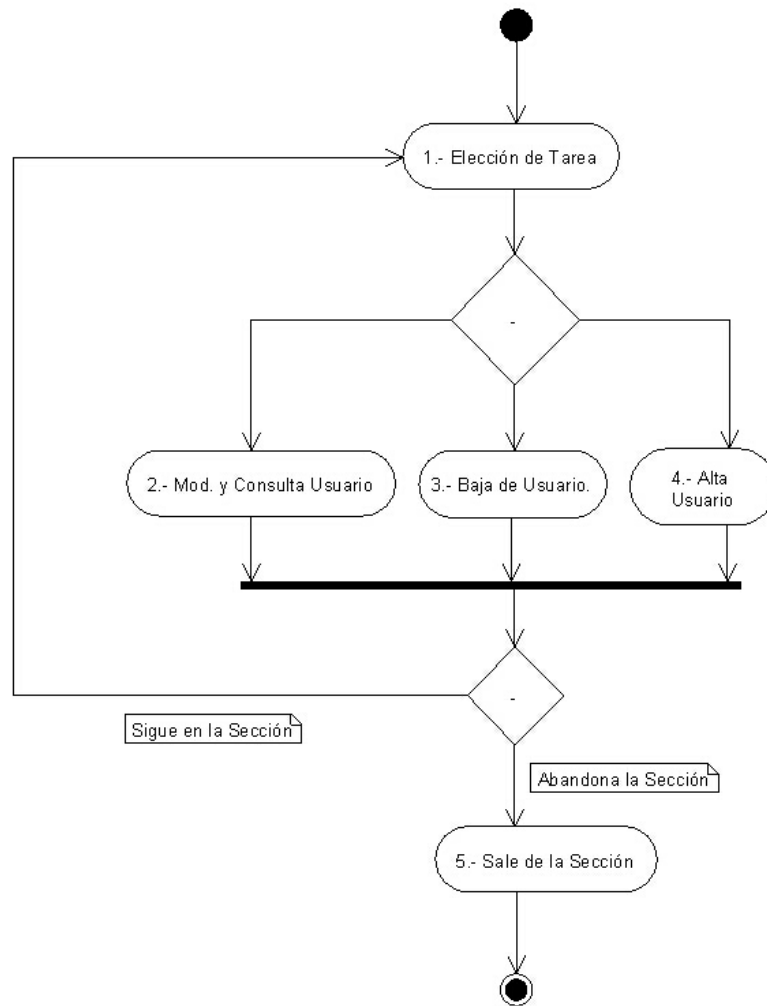 1.- Elección de Tarea
-
2.- Mod. y Consulta Usuario
3.- Baja de Usuario.
4.- Alta
Usuario
-
Sigue en la Sección
Abandona la Sección
5.- Sale de la Sección